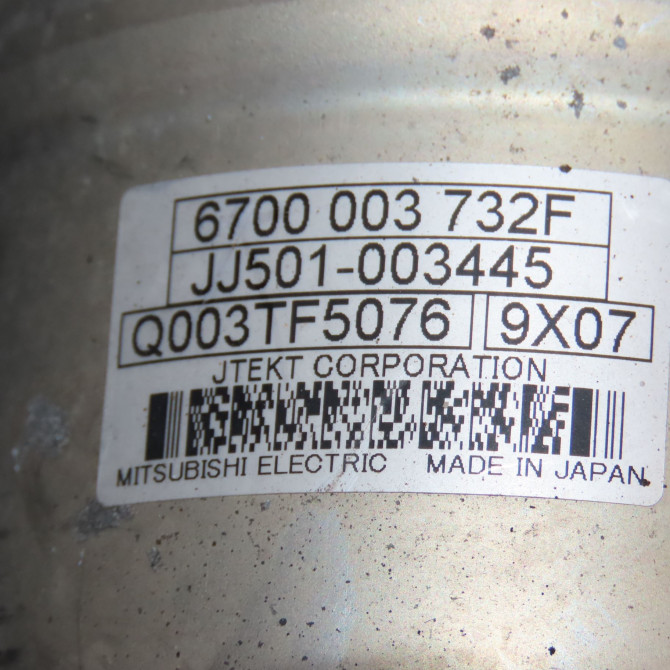 6700 003 732F
JJ501-003445
Q003TF5076 9X07
JTEKT CORPORATION
MITSUBISHI ELECTRIC MADE IN JAPAN